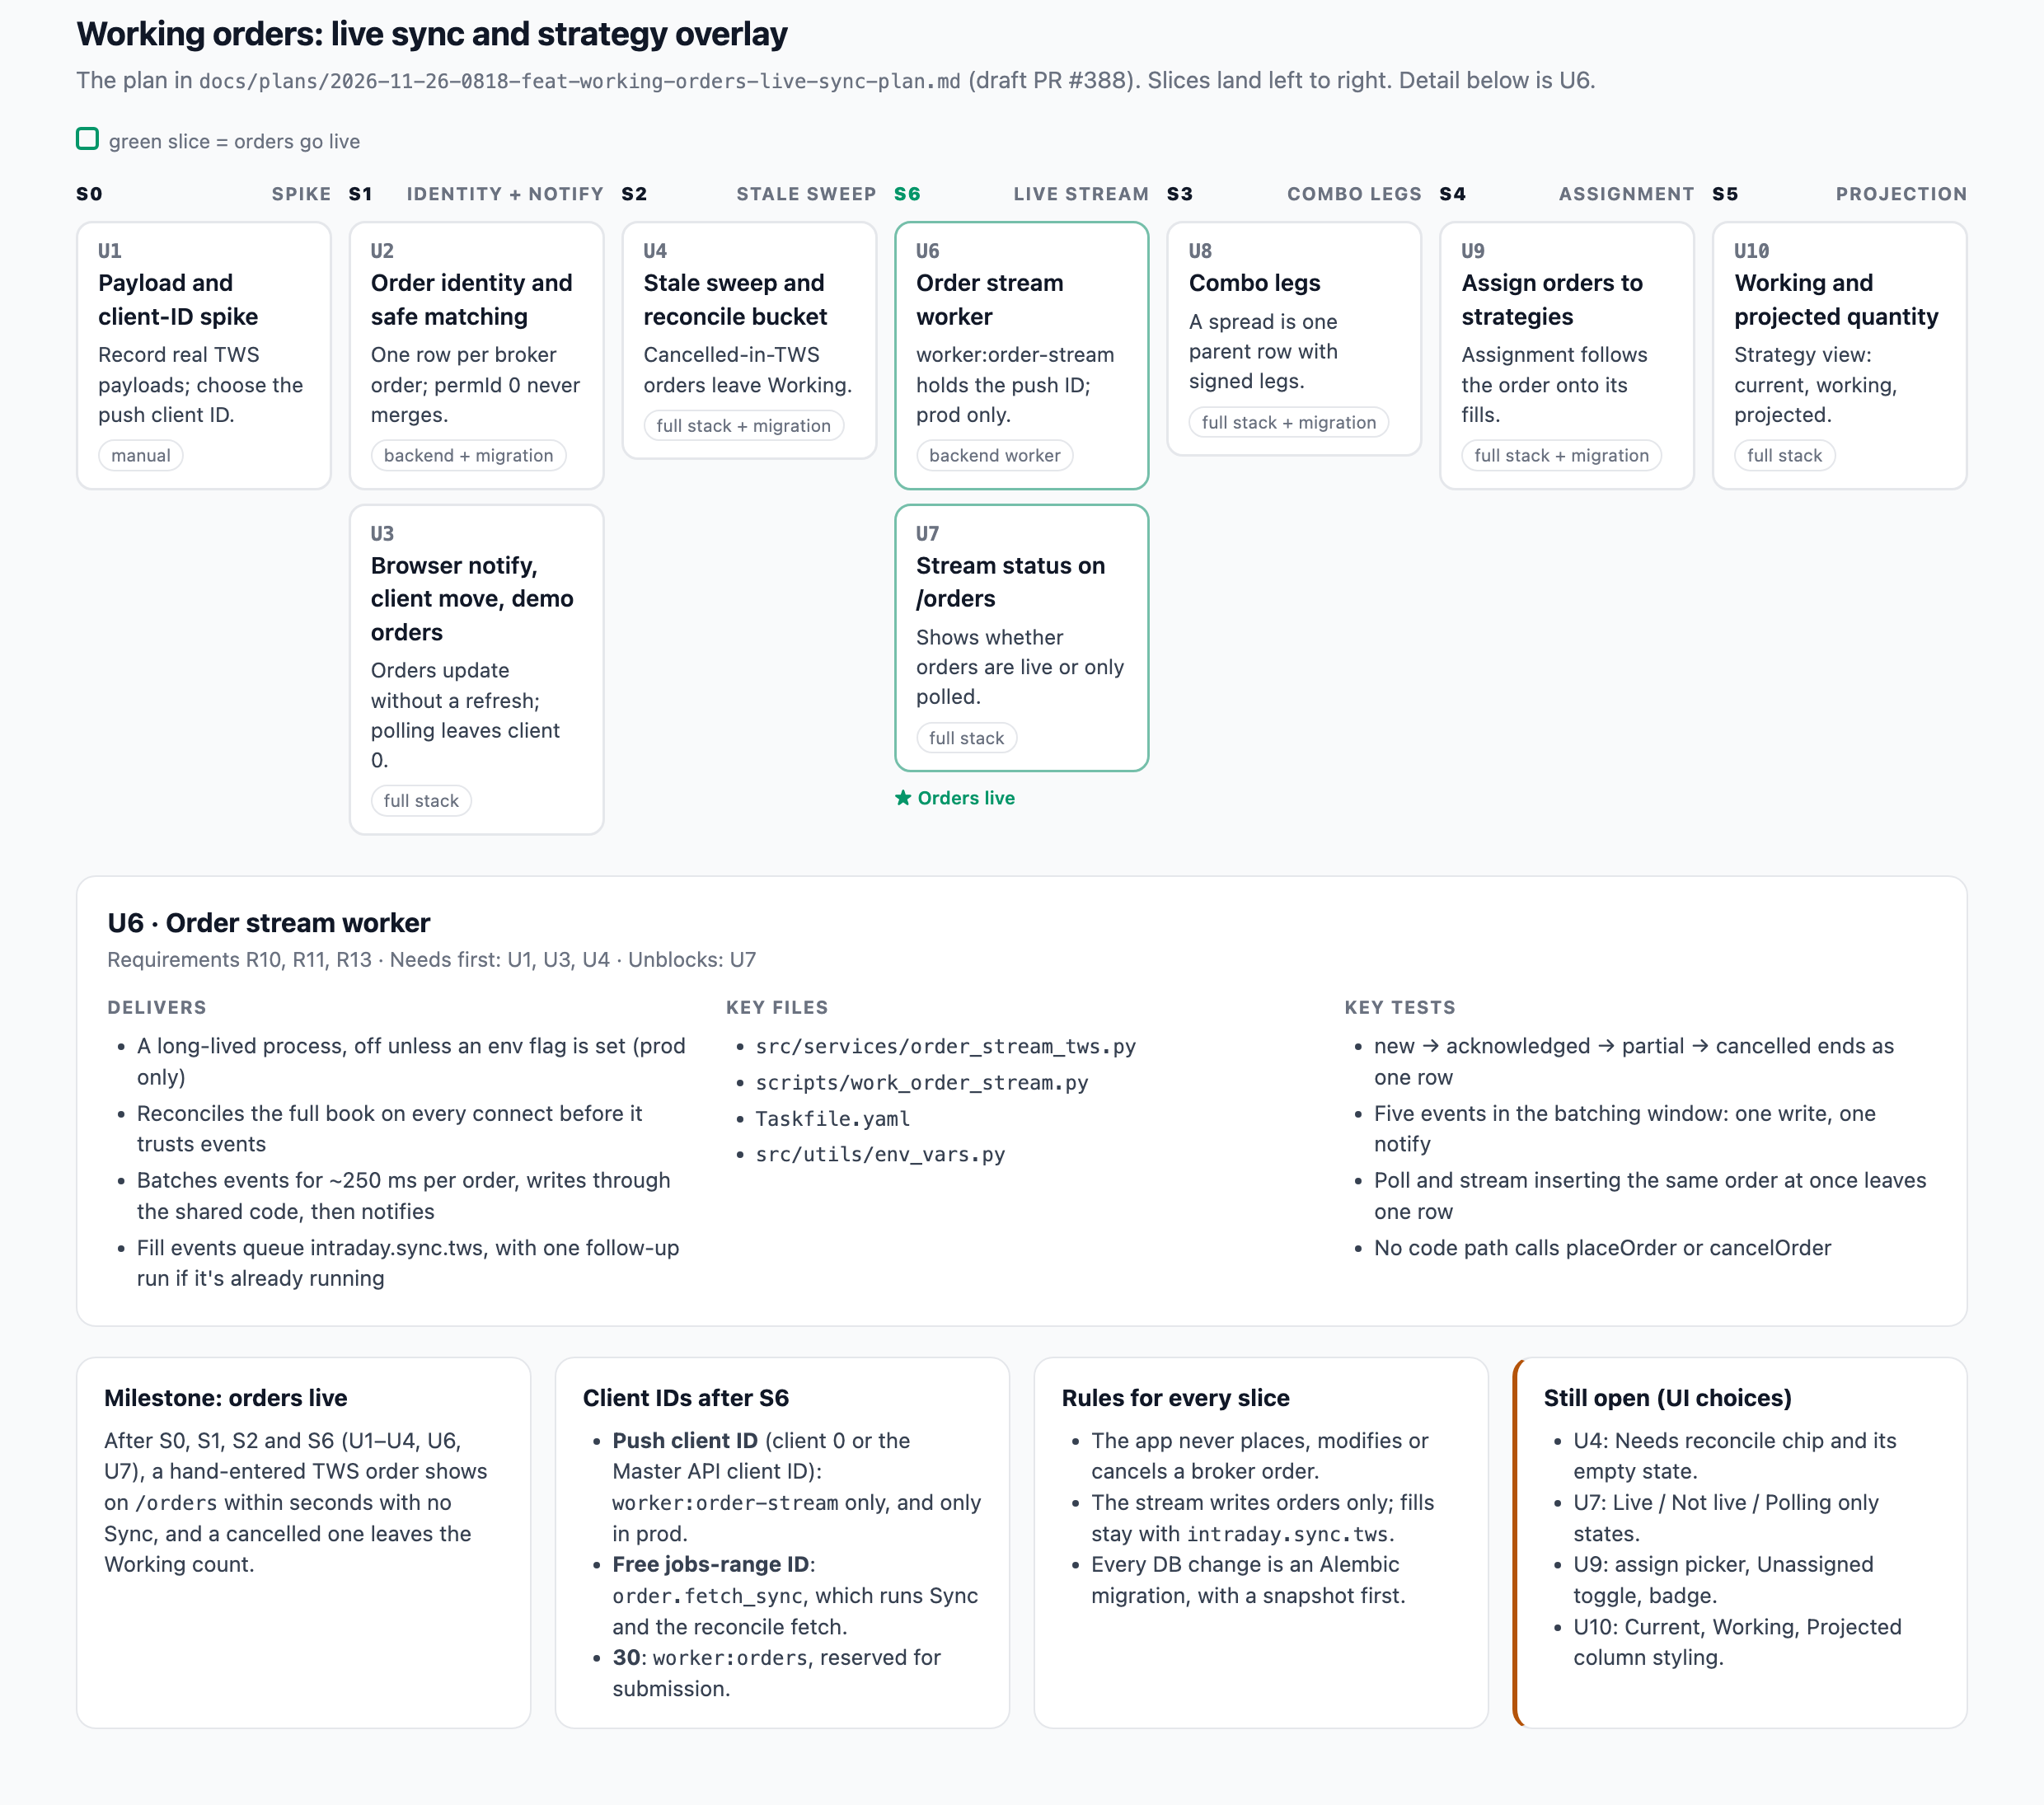 Working orders: live sync and strategy overlay
The plan in docs/plans/2026-11-26-0818-feat-working-orders-live-sync-plan.md (draft PR #388). Slices land left to right. Detail below is U6.
green slice = orders go live
S0 SPIKE
U1
Payload and
client-ID spike
Record real TWS
payloads; choose the
push client ID.
manual
S1 IDENTITY + NOTIFY
U2
Order identity and
safe matching
One row per broker
order; permId 0 never
merges.
backend + migration
U3
Browser notify,
client move, demo
orders
Orders update
without a refresh;
polling leaves client
0.
full stack
S2 STALE SWEEP
U4
Stale sweep and
reconcile bucket
Cancelled-in-TWS
orders leave Working.
full stack + migration
S6 LIVE STREAM
U6
Order stream
worker
worker:order-stream
holds the push ID;
prod only.
backend worker
U7
Stream status on
/orders
Shows whether
orders are live or only
polled.
full stack
★ Orders live
S3 COMBO LEGS
U8
Combo legs
A spread is one
parent row with
signed legs.
full stack + migration
S4 ASSIGNMENT
U9
Assign orders to
strategies
Assignment follows
the order onto its
fills.
full stack + migration
S5 PROJECTION
U10
Working and
projected quantity
Strategy view:
current, working,
projected.
full stack
U6 · Order stream worker
Requirements R10, R11, R13 · Needs first: U1, U3, U4 · Unblocks: U7
DELIVERS
• A long-lived process, off unless an env flag is set (prod
only)
• Reconciles the full book on every connect before it
trusts events
• Batches events for ~250 ms per order, writes through
the shared code, then notifies
• Fill events queue intraday.sync.tws, with one follow-up
run if it's already running
KEY FILES
• src/services/order_stream_tws.py
• scripts/work_order_stream.py
• Taskfile.yaml
• src/utils/env_vars.py
KEY TESTS
• new → acknowledged → partial → cancelled ends as
one row
• Five events in the batching window: one write, one
notify
• Poll and stream inserting the same order at once leaves
one row
• No code path calls placeOrder or cancelOrder
Milestone: orders live
After S0, S1, S2 and S6 (U1–U4, U6,
U7), a hand-entered TWS order shows
on /orders within seconds with no
Sync, and a cancelled one leaves the
Working count.
Client IDs after S6
• Push client ID (client 0 or the
Master API client ID):
worker:order-stream only, and only
in prod.
• Free jobs-range ID:
order.fetch_sync, which runs Sync
and the reconcile fetch.
• 30: worker:orders, reserved for
submission.
Rules for every slice
• The app never places, modifies or
cancels a broker order.
• The stream writes orders only; fills
stay with intraday.sync.tws.
• Every DB change is an Alembic
migration, with a snapshot first.
Still open (UI choices)
• U4: Needs reconcile chip and its
empty state.
• U7: Live / Not live / Polling only
states.
• U9: assign picker, Unassigned
toggle, badge.
• U10: Current, Working, Projected
column styling.